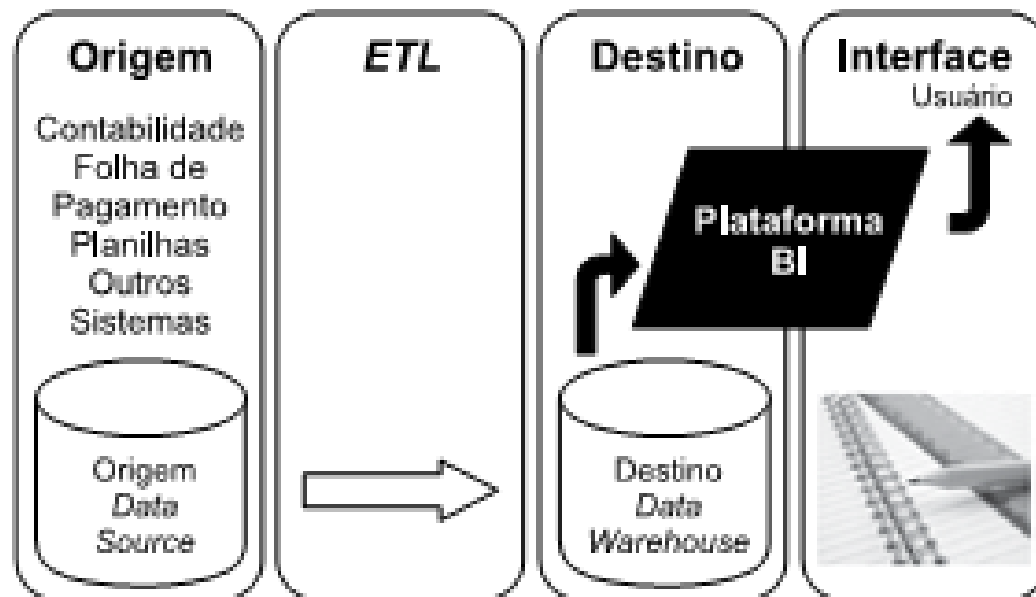 Origem
Contabilidade
Folha de
Pagamento
Planilhas
Outros
Sistemas
Origem
Data
Source
ETL
Destino
Plataforma
BI
Destino
Data
Warehouse
Interface
Usuário